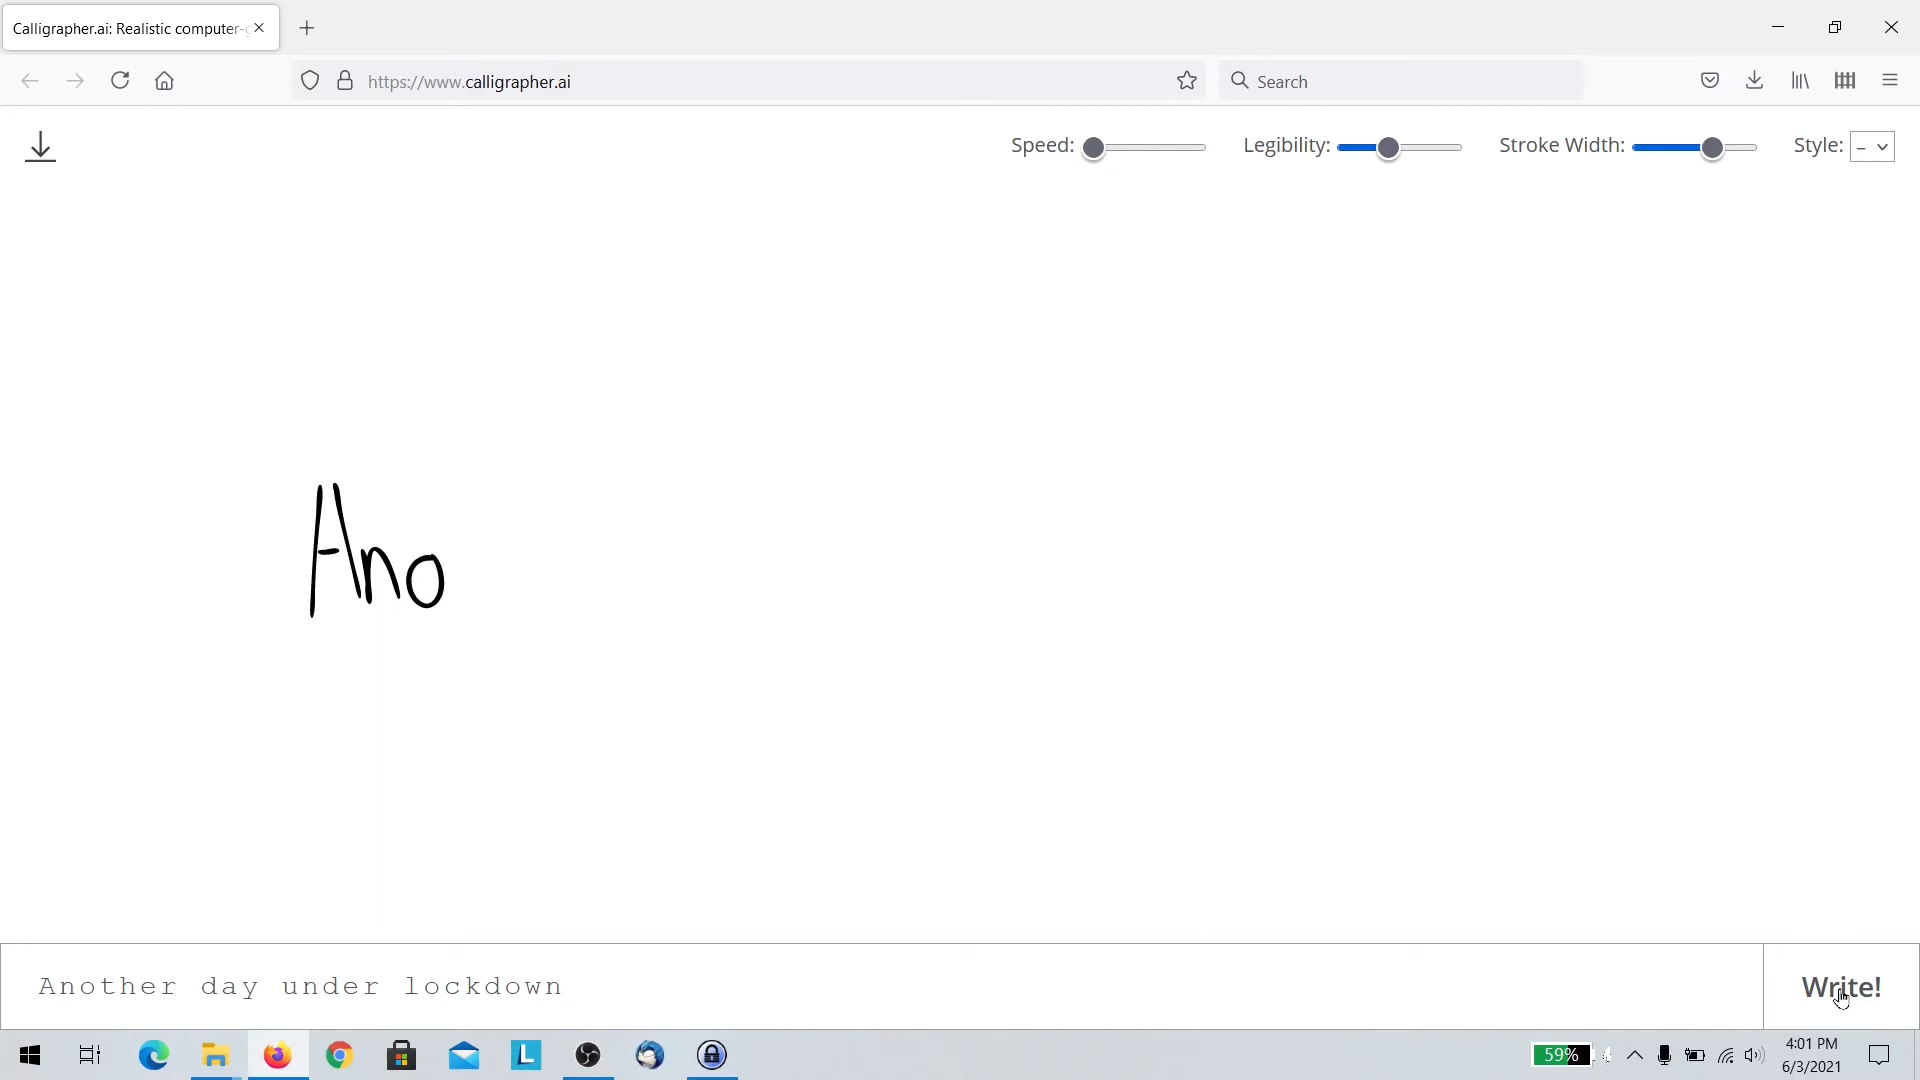 Calligrapher.ai: Realistic computer-
https://www.calligrapher.ai
Search
Speed:
Legibility:
Stroke Width:
Style: –
Ano
Another day under lockdown
Write!
L
59%
4:01 PM
6/3/2021